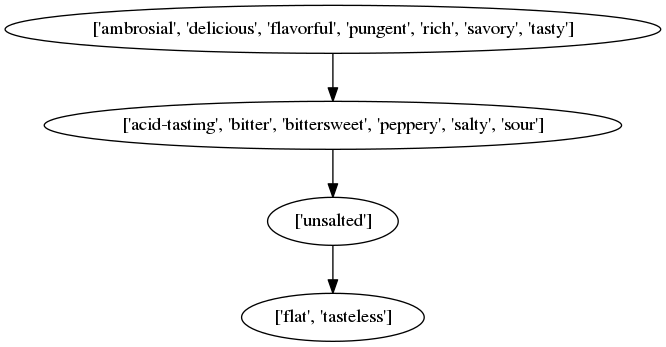 ['ambrosial', 'delicious', 'flavorful', 'pungent', 'rich', 'savory', 'tasty']
['acid-tasting', 'bitter', 'bittersweet', 'peppery', 'salty', 'sour']
['unsalted']
['flat', 'tasteless']